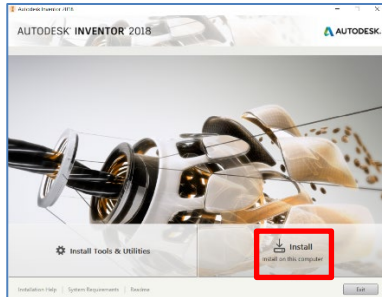 Autodesk Inventor 2018
AUTODESK® INVENTOR® 2018
AUTODESK.
Install Tools & Utilities
Install
Install on this computer
Installation Help | System Requirements | Readme
Exit